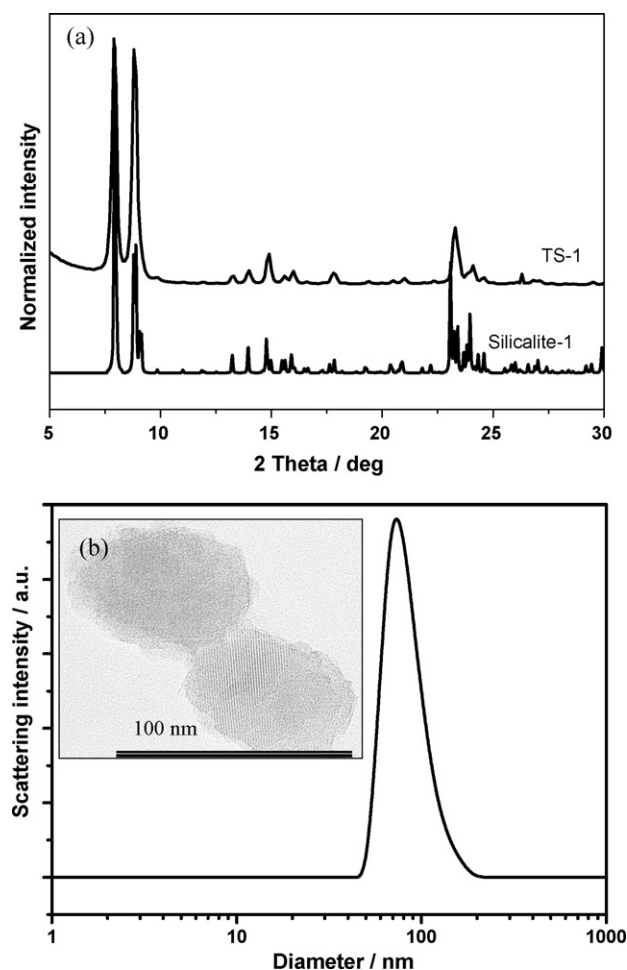 (a)
Normalized intensity
TS-1
Silicalite-1
5 10 15 20 25 30
2 Theta / deg
(b)
100 nm
Scattering intensity / a.u.
1 10 100 1000
Diameter / nm